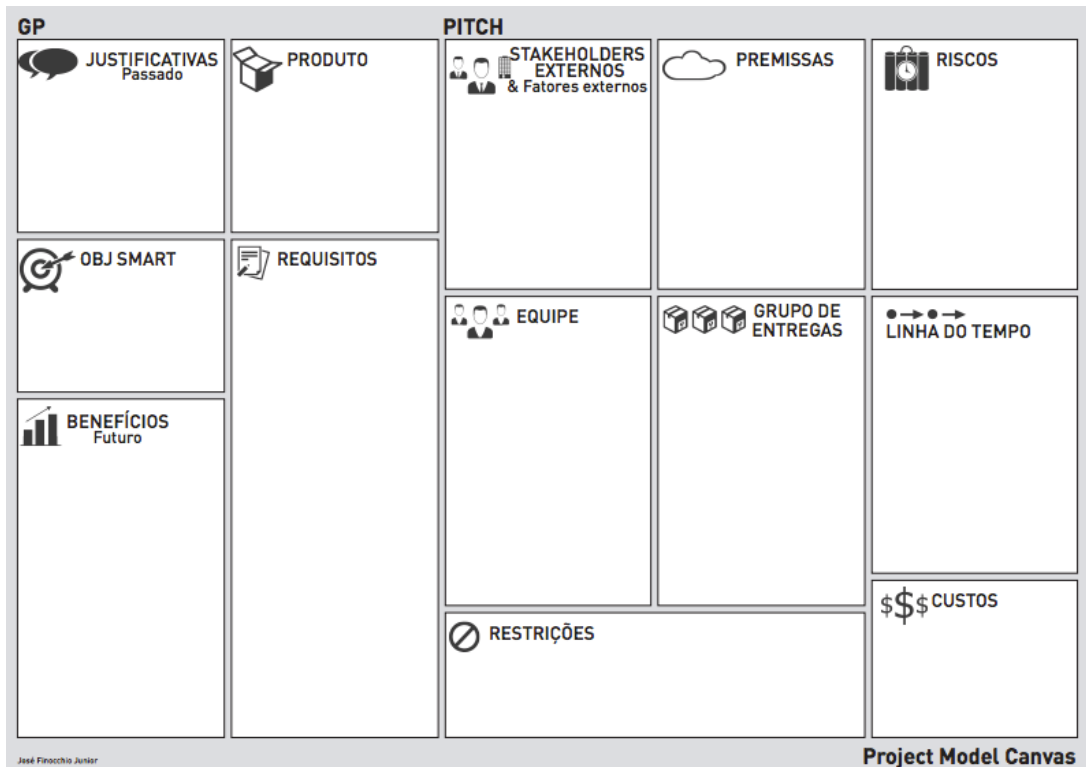 GP
PITCH
JUSTIFICATIVAS
Passado
PRODUTO
STAKEHOLDERS
EXTERNOS
& Fatores externos
PREMISSAS
RISCOS
OBJ SMART
REQUISITOS
EQUIPE
GRUPO DE
ENTREGAS
LINHA DO TEMPO
BENEFÍCIOS
Futuro
RESTRIÇÕES
$$$ CUSTOS
José Finocchio Junior
Project Model Canvas